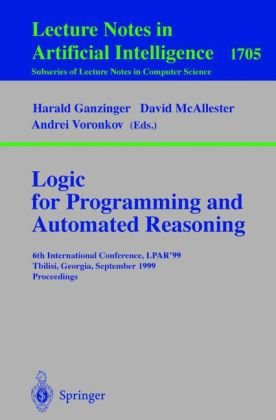 Lecture Notes in
Artificial Intelligence 1705
Subseries of Lecture Notes in Computer Science
Harald Ganzinger David McAllester
Andrei Voronkov (Eds.)
Logic
for Programming and
Automated Reasoning
6th International Conference, LPAR'99
Tbilisi, Georgia, September 1999
Proceedings
Springer